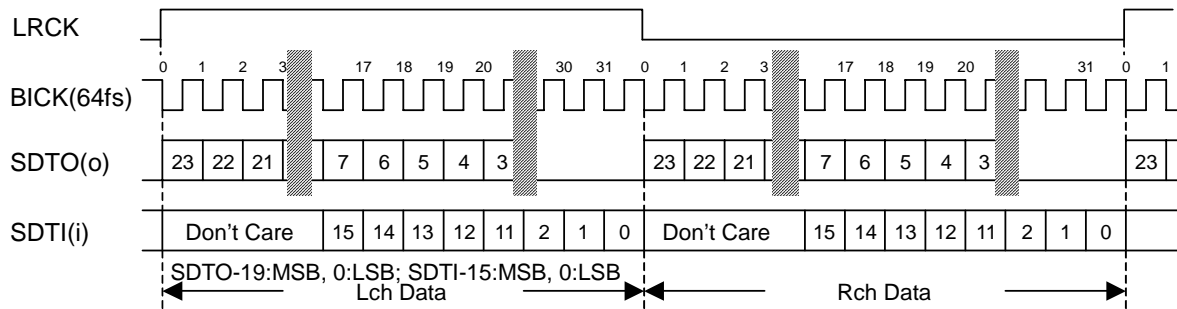 LRCK
0 1 2 3 17 18 19 20 30 31 0 1 2 3 17 18 19 20 31 0 1
BICK(64fs)
SDTO(o) 23 22 21 7 6 5 4 3 23 22 21 7 6 5 4 3 23
SDTI(i) Don't Care 15 14 13 12 11 2 1 0 Don't Care 15 14 13 12 11 2 1 0
SDTO-19:MSB, 0:LSB; SDTI-15:MSB, 0:LSB
Lch Data Rch Data